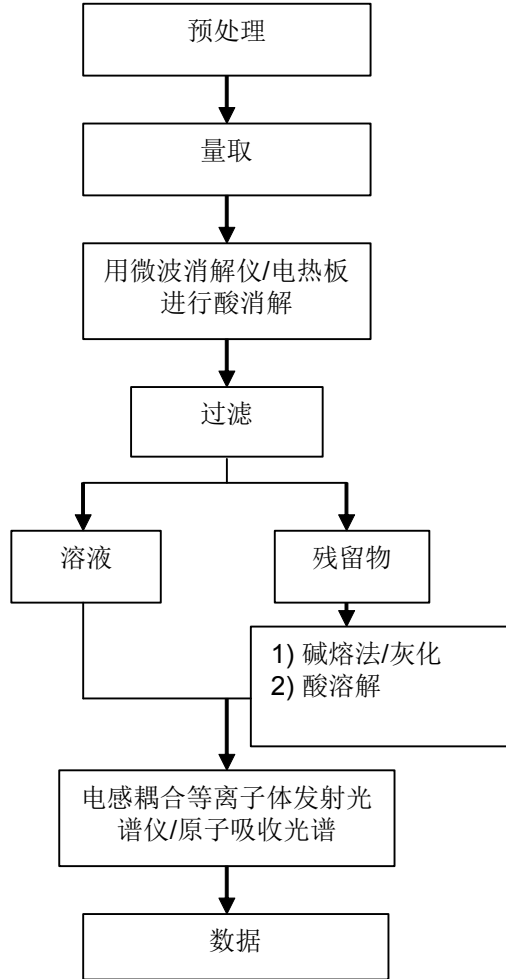 预处理
量取
用微波消解仪/电热板
进行酸消解
过滤
溶液
残留物
1) 碱熔法/灰化
2) 酸溶解
电感耦合等离子体发射光
谱仪/原子吸收光谱
数据